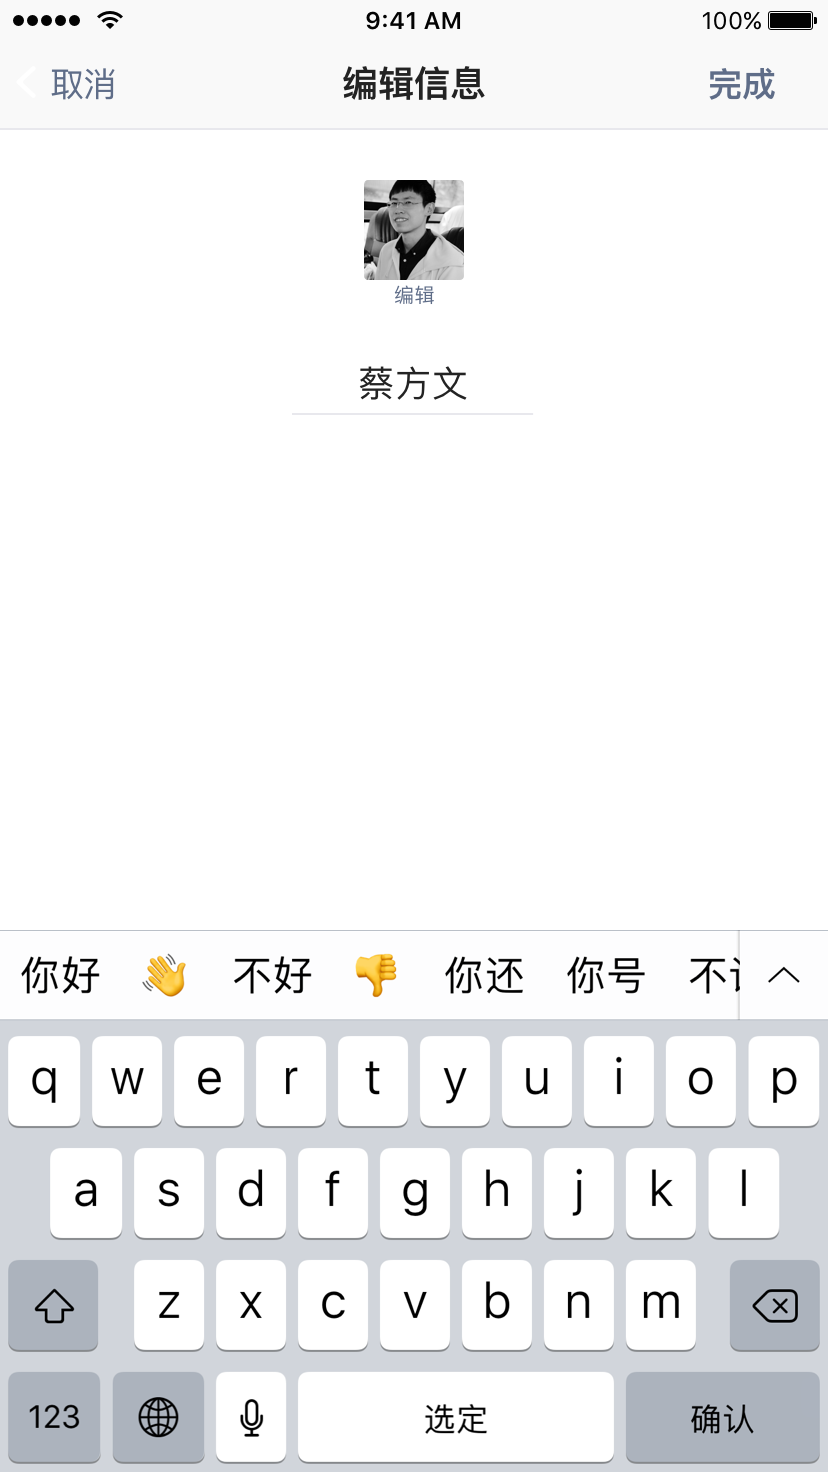 9:41 AM 100%
取消 编辑信息 完成
编辑
蔡方文
你好 👋 不好 👎 你还 你号 不
q w e r t y u i o p
a s d f g h j k l
z x c v b n m
123 选定 确认